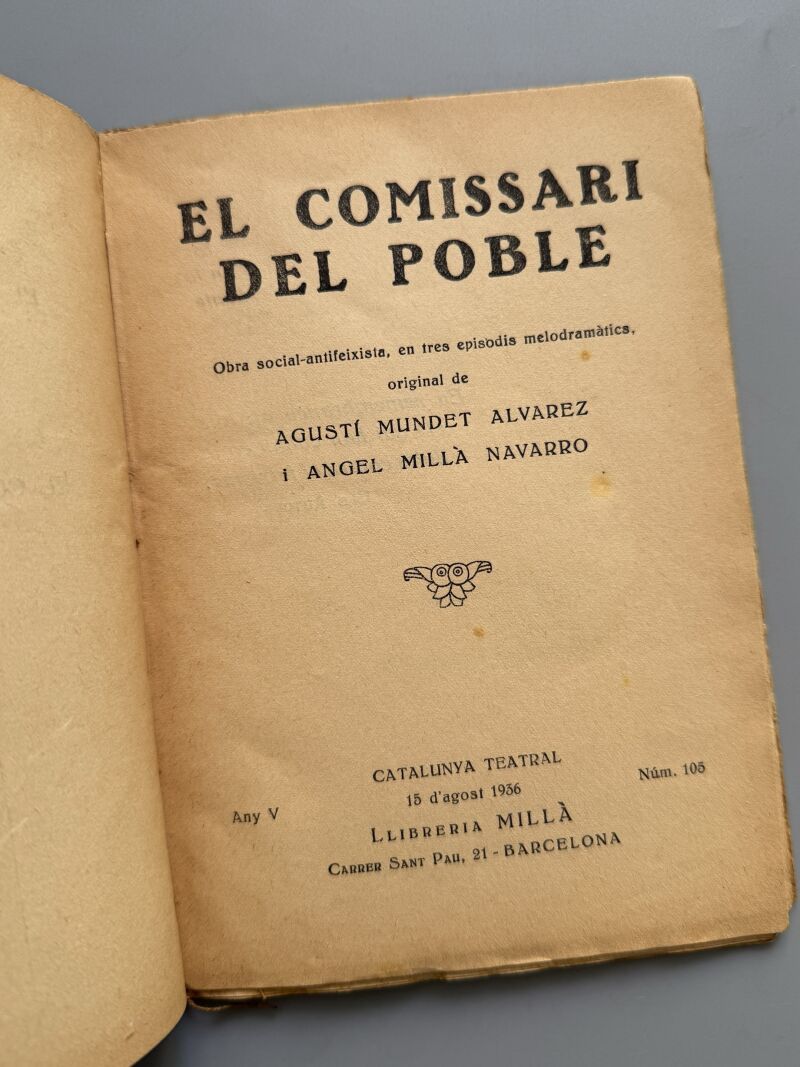 EL COMISSARI
DEL POBLE
Obra social-antifeixista, en tres episodis melodramàtics,
original de
AGUSTÍ MUNDET ALVAREZ
i ANGEL MILLÀ NAVARRO
CATALUNYA TEATRAL
Any V
15 d'agost 1936
Núm. 105
LLIBRERIA MILLÀ
CARRER SANT PAU, 21 - BARCELONA